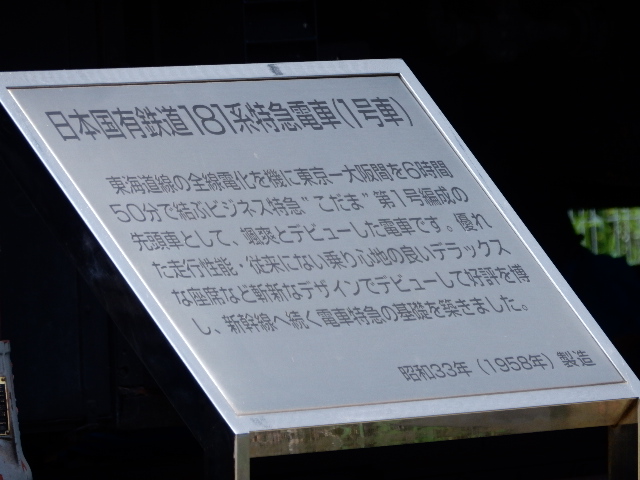 日本国有鉄道181系特急電車(1号車)
東海道線の全線電化を機に東京ー大阪間を6時間
50分で結ぶビジネス特急"こだま"第1号編成の
先頭車として、颯爽とデビューした電車です。優れ
た走行性能・従来にない乗り心地の良いデラックス
な座席など斬新なデザインでデビューして好評を博
し、新幹線へ続く電車特急の基礎を築きました。
昭和33年(1958年)製造